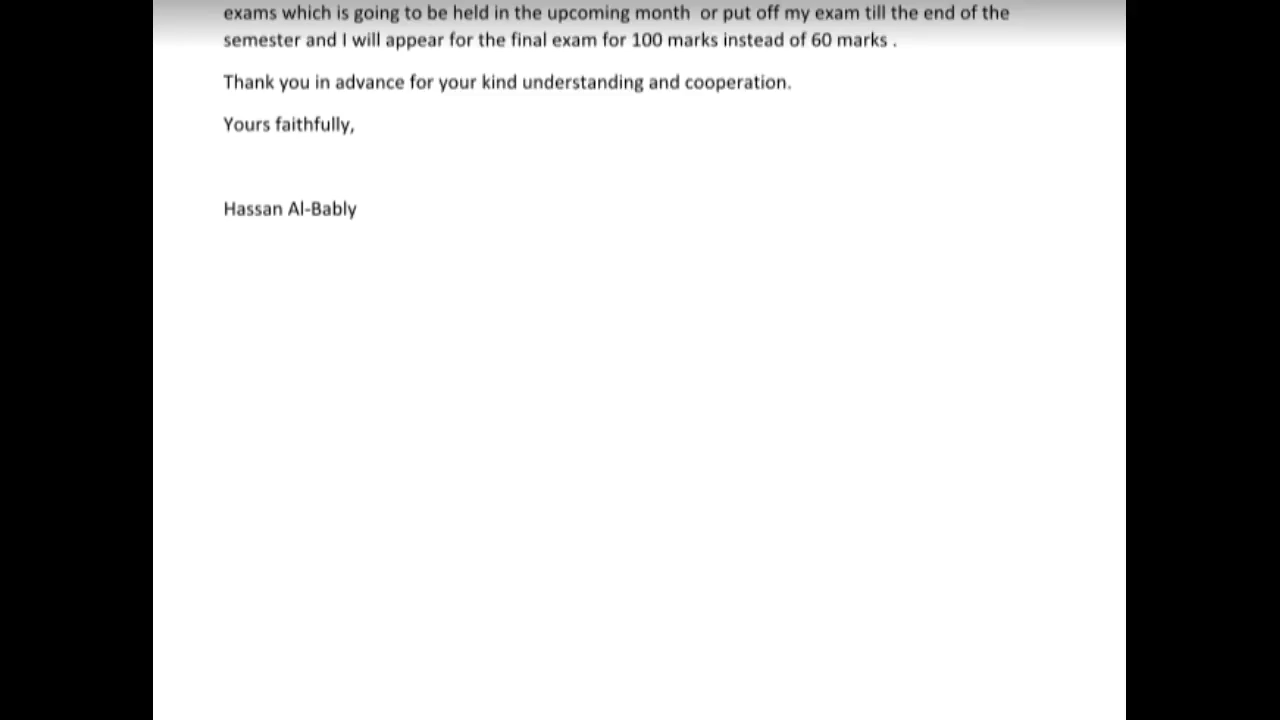 exams which is going to be held in the upcoming month  or put off my exam till the end of the
semester and I will appear for the final exam for 100 marks instead of 60 marks .
Thank you in advance for your kind understanding and cooperation.
Yours faithfully,
Hassan Al-Bably